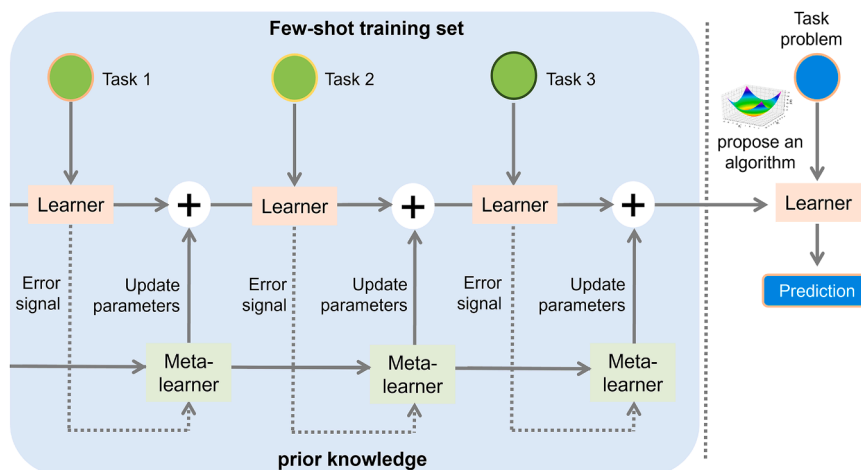 Few-shot training set
Task 1
Task 2
Task 3
Task
problem
propose an
algorithm
Learner
+
Learner
+
Learner
+
Learner
Error
signal
Update
parameters
Error
signal
Update
parameters
Error
signal
Update
parameters
Prediction
Meta-
learner
Meta-
learner
Meta-
learner
prior knowledge